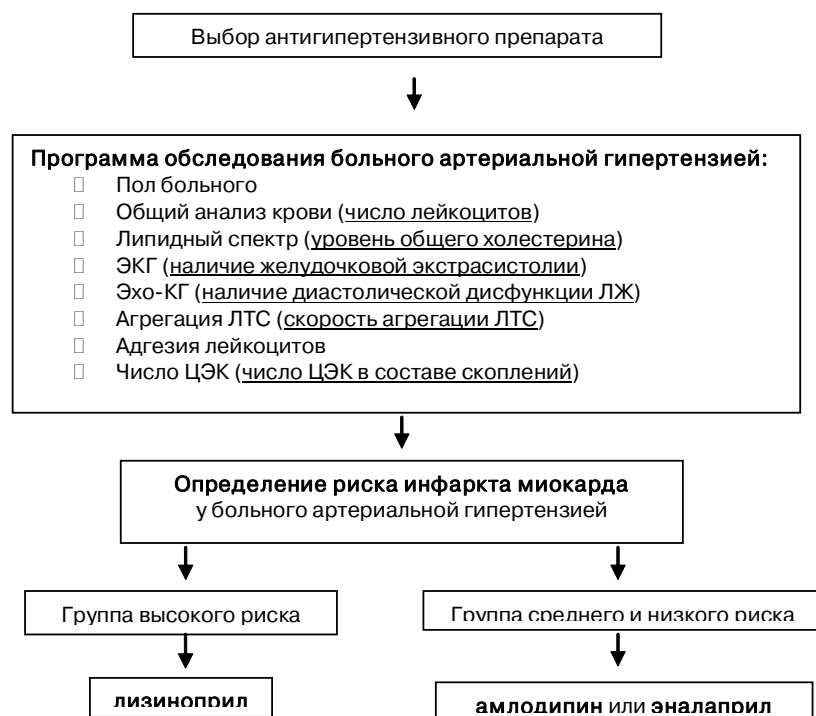 Выбор антигипертензивного препарата
Программа обследования больного артериальной гипертензией:
Пол больного
Общий анализ крови (число лейкоцитов)
Липидный спектр (уровень общего холестерина)
ЭКГ (наличие желудочковой экстрасистолии)
Эхо-КГ (наличие диастолической дисфункции ЛЖ)
Агрегация ЛТС (скорость агрегации ЛТС)
Адгезия лейкоцитов
Число ЦЭК (число ЦЭК в составе скоплений)
Определение риска инфаркта миокарда
у больного артериальной гипертензией
Группа высокого риска
Группа среднего и низкого риска
лизиноприл
амлодипин или эналаприл